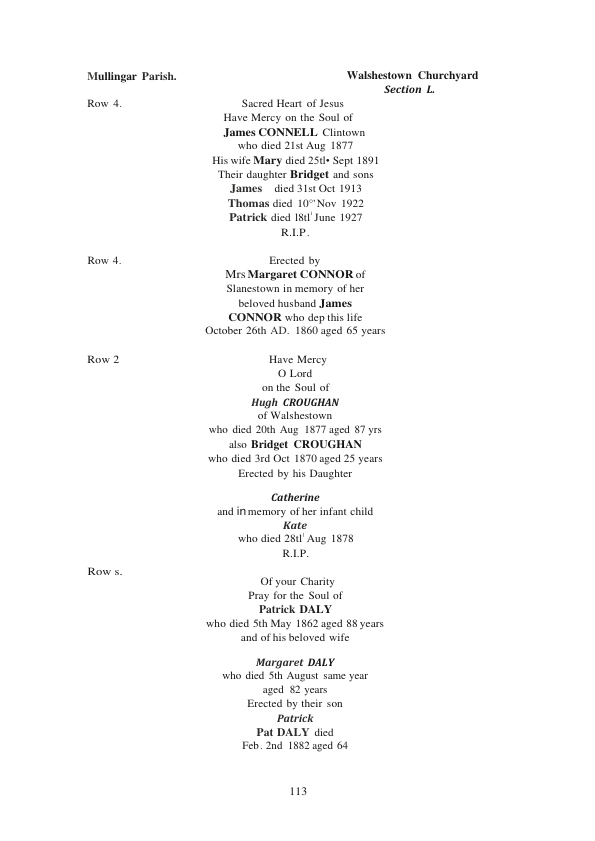 Mullingar Parish.
Walshestown Churchyard
Section L.
Row 4.
Sacred Heart of Jesus
Have Mercy on the Soul of
James CONNELL Clintown
who died 21st Aug 1877
His wife Mary died 25tl• Sept 1891
Their daughter Bridget and sons
James died 31st Oct 1913
Thomas died 10°'Nov 1922
Patrick died l8tl' June 1927
R.I.P.
Row 4.
Erected by
Mrs Margaret CONNOR of
Slanestown in memory of her
beloved husband James
CONNOR who dep this life
October 26th AD. 1860 aged 65 years
Row 2
Have Mercy
O Lord
on the Soul of
Hugh CROUGHAN
of Walshestown
who died 20th Aug 1877 aged 87 yrs
also Bridget CROUGHAN
who died 3rd Oct 1870 aged 25 years
Erected by his Daughter
Catherine
and in memory of her infant child
Kate
who died 28tl' Aug 1878
R.I.P.
Row s.
Of your Charity
Pray for the Soul of
Patrick DALY
who died 5th May 1862 aged 88 years
and of his beloved wife
Margaret DALY
who died 5th August same year
aged 82 years
Erected by their son
Patrick
Pat DALY died
Feb. 2nd 1882 aged 64
113